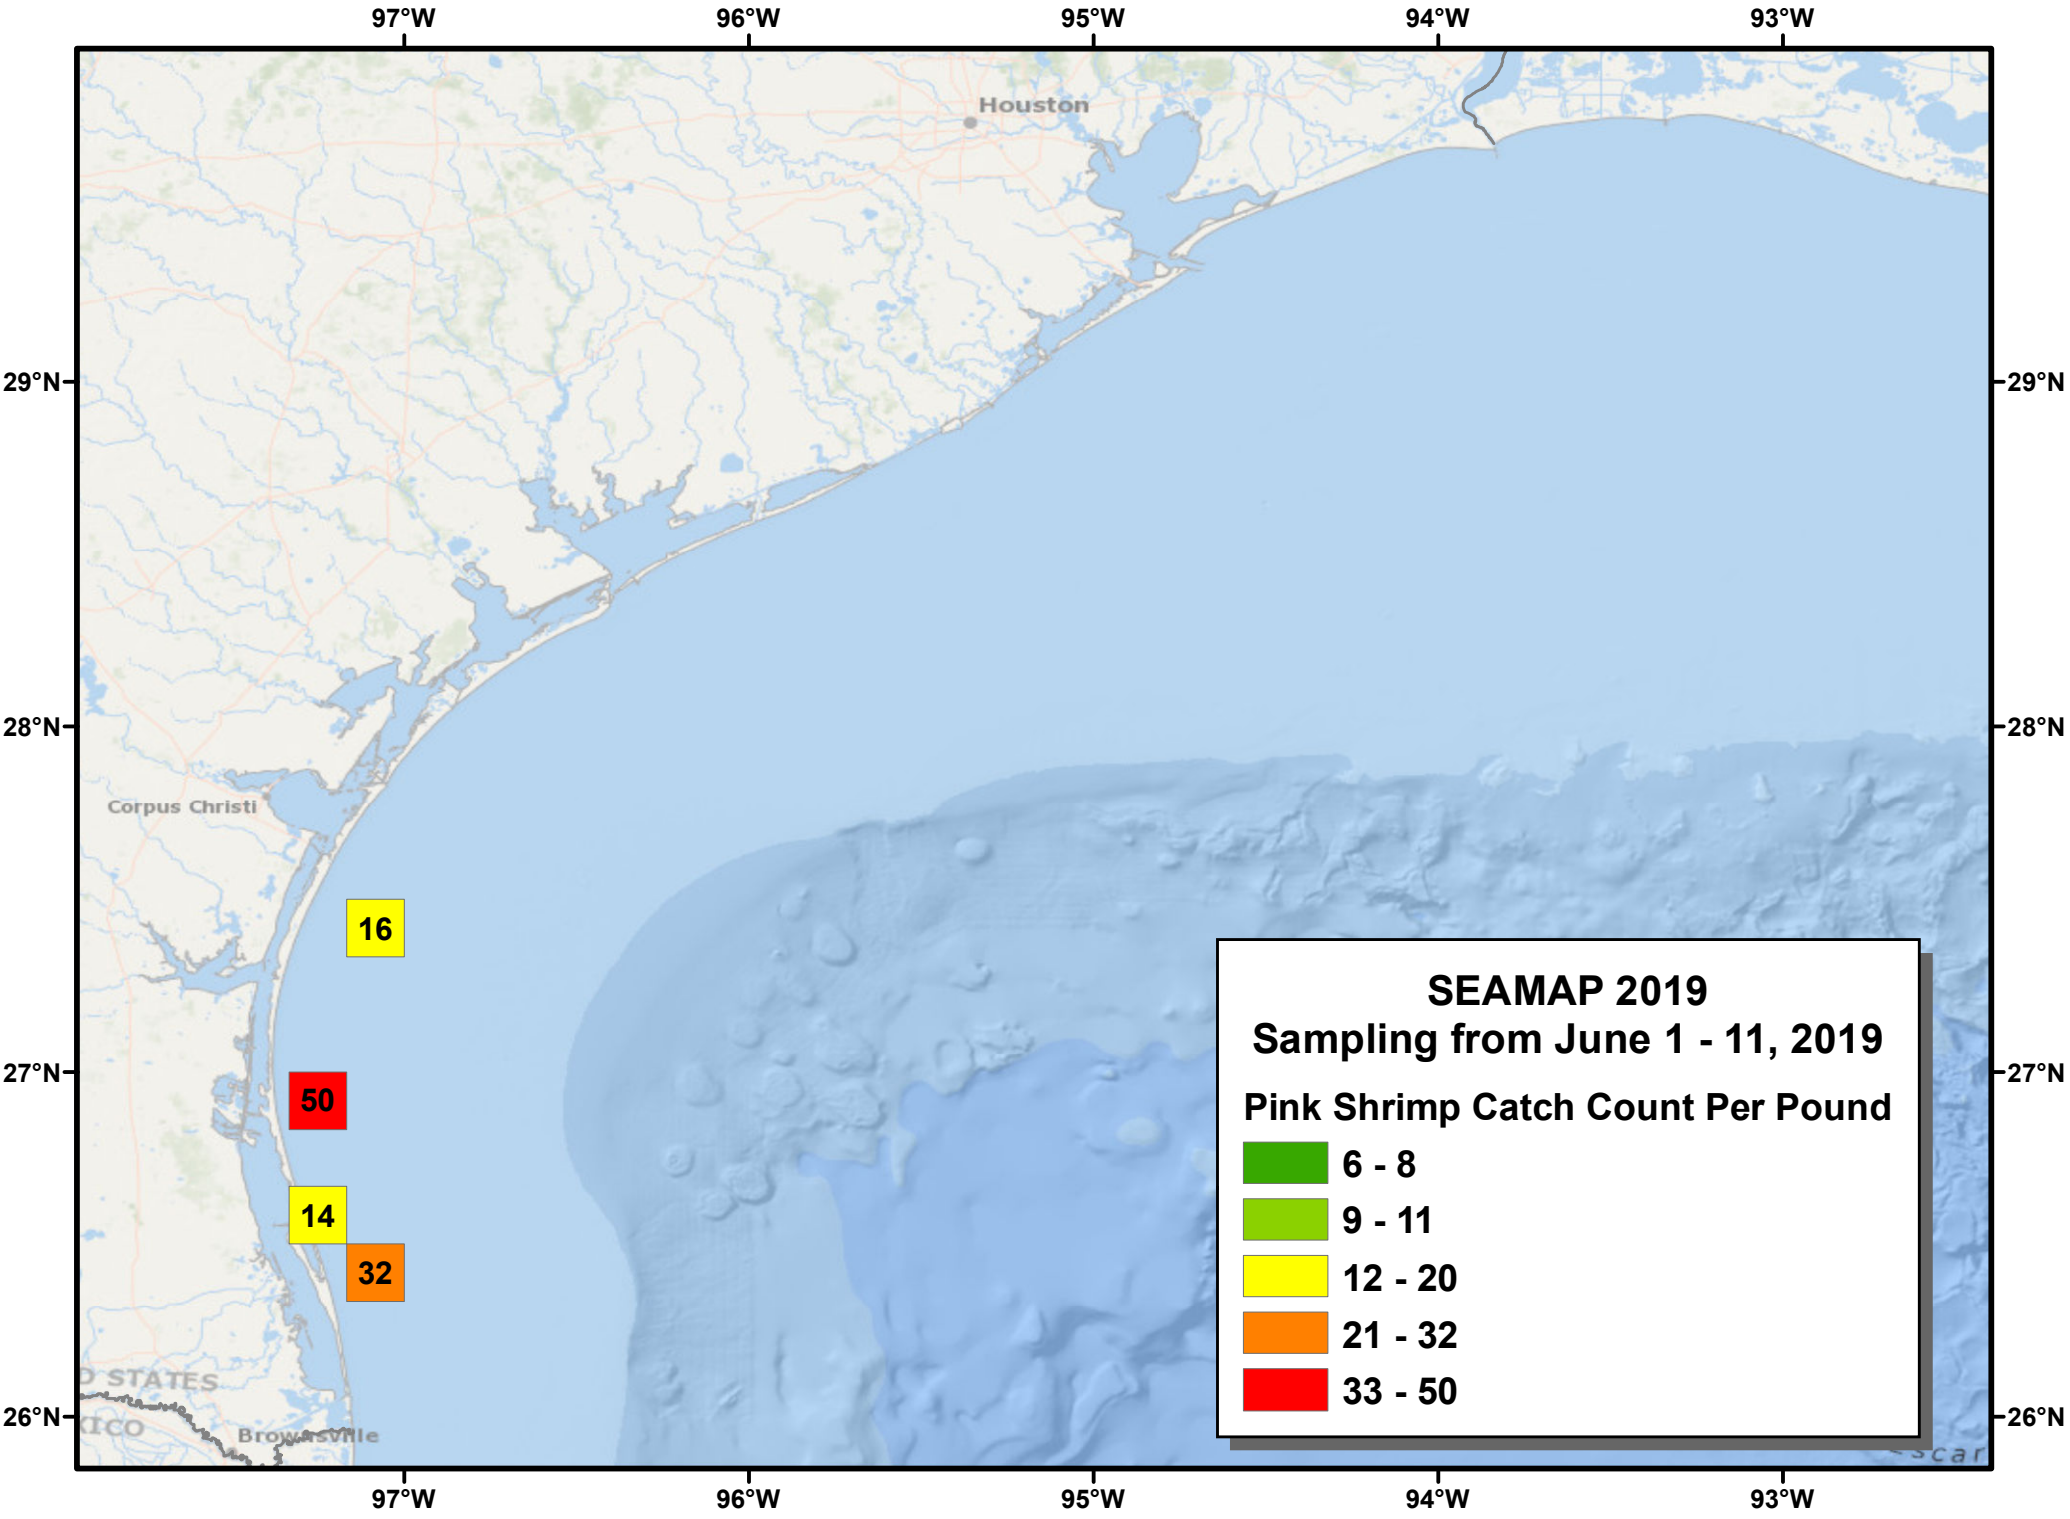 97°W 96°W 95°W 94°W 93°W
Houston
29°N 29°N
28°N 28°N
Corpus Christi
16
SEAMAP 2019
Sampling from June 1 - 11, 2019
27°N 27°N
50
Pink Shrimp Catch Count Per Pound
6 - 8
14
9 - 11
32
12 - 20
21 - 32
D STATES
33 - 50
26°N 26°N
XICO
Brownsville
scar
97°W 96°W 95°W 94°W 93°W